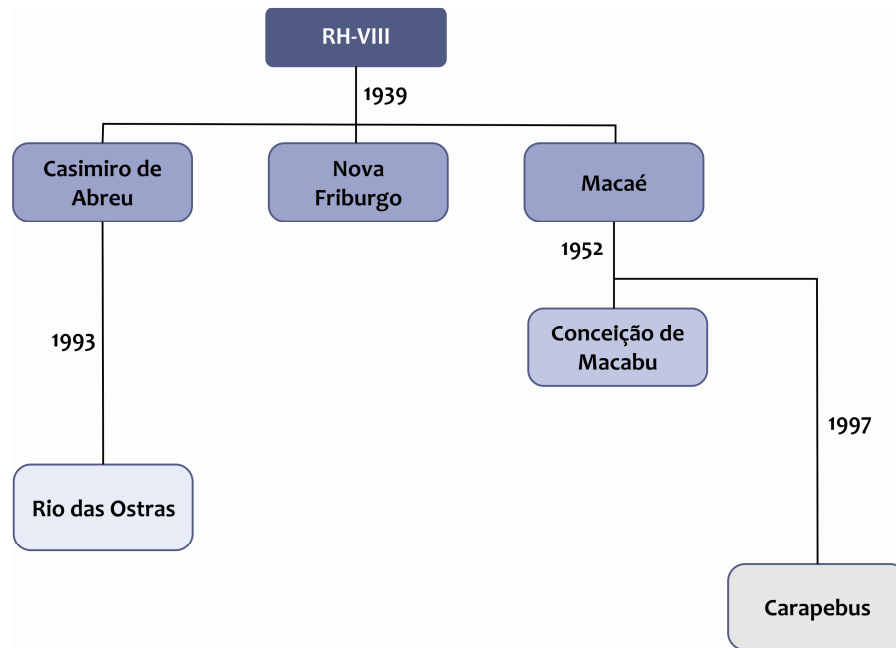 RH-VIII
1939
Casimiro de
Abreu
Nova
Friburgo
Macaé
1952
1993
Conceição de
Macabu
1997
Rio das Ostras
Carapebus